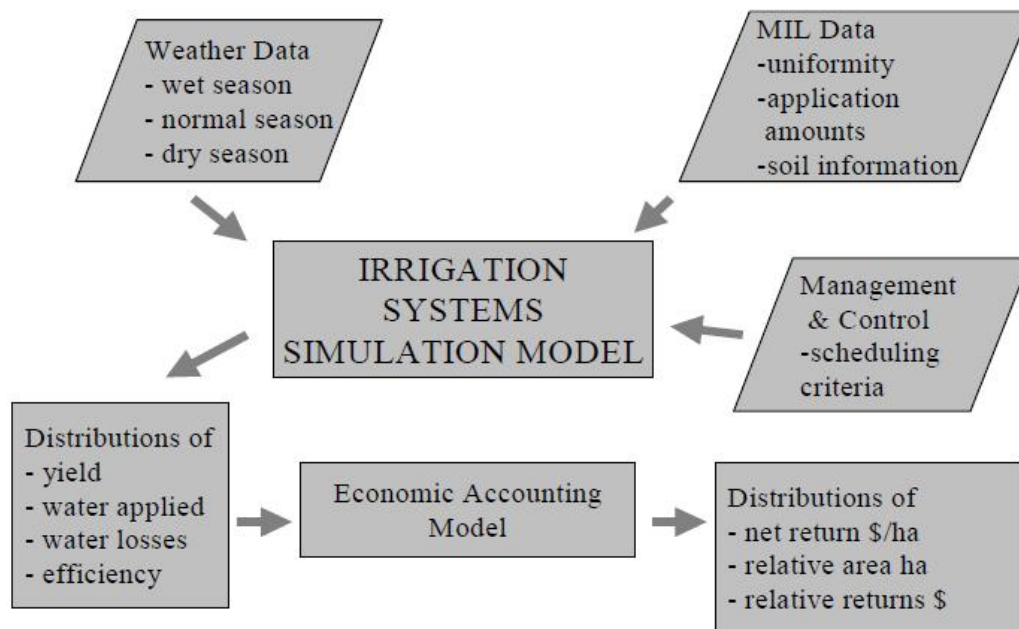 Weather Data
- wet season
- normal season
- dry season
MIL Data
-uniformity
-application
amounts
-soil information
IRRIGATION
SYSTEMS
SIMULATION MODEL
Management
& Control
-scheduling
criteria
Distributions of
- yield
- water applied
- water losses
- efficiency
Economic Accounting
Model
Distributions of
- net return $/ha
- relative area ha
- relative returns $